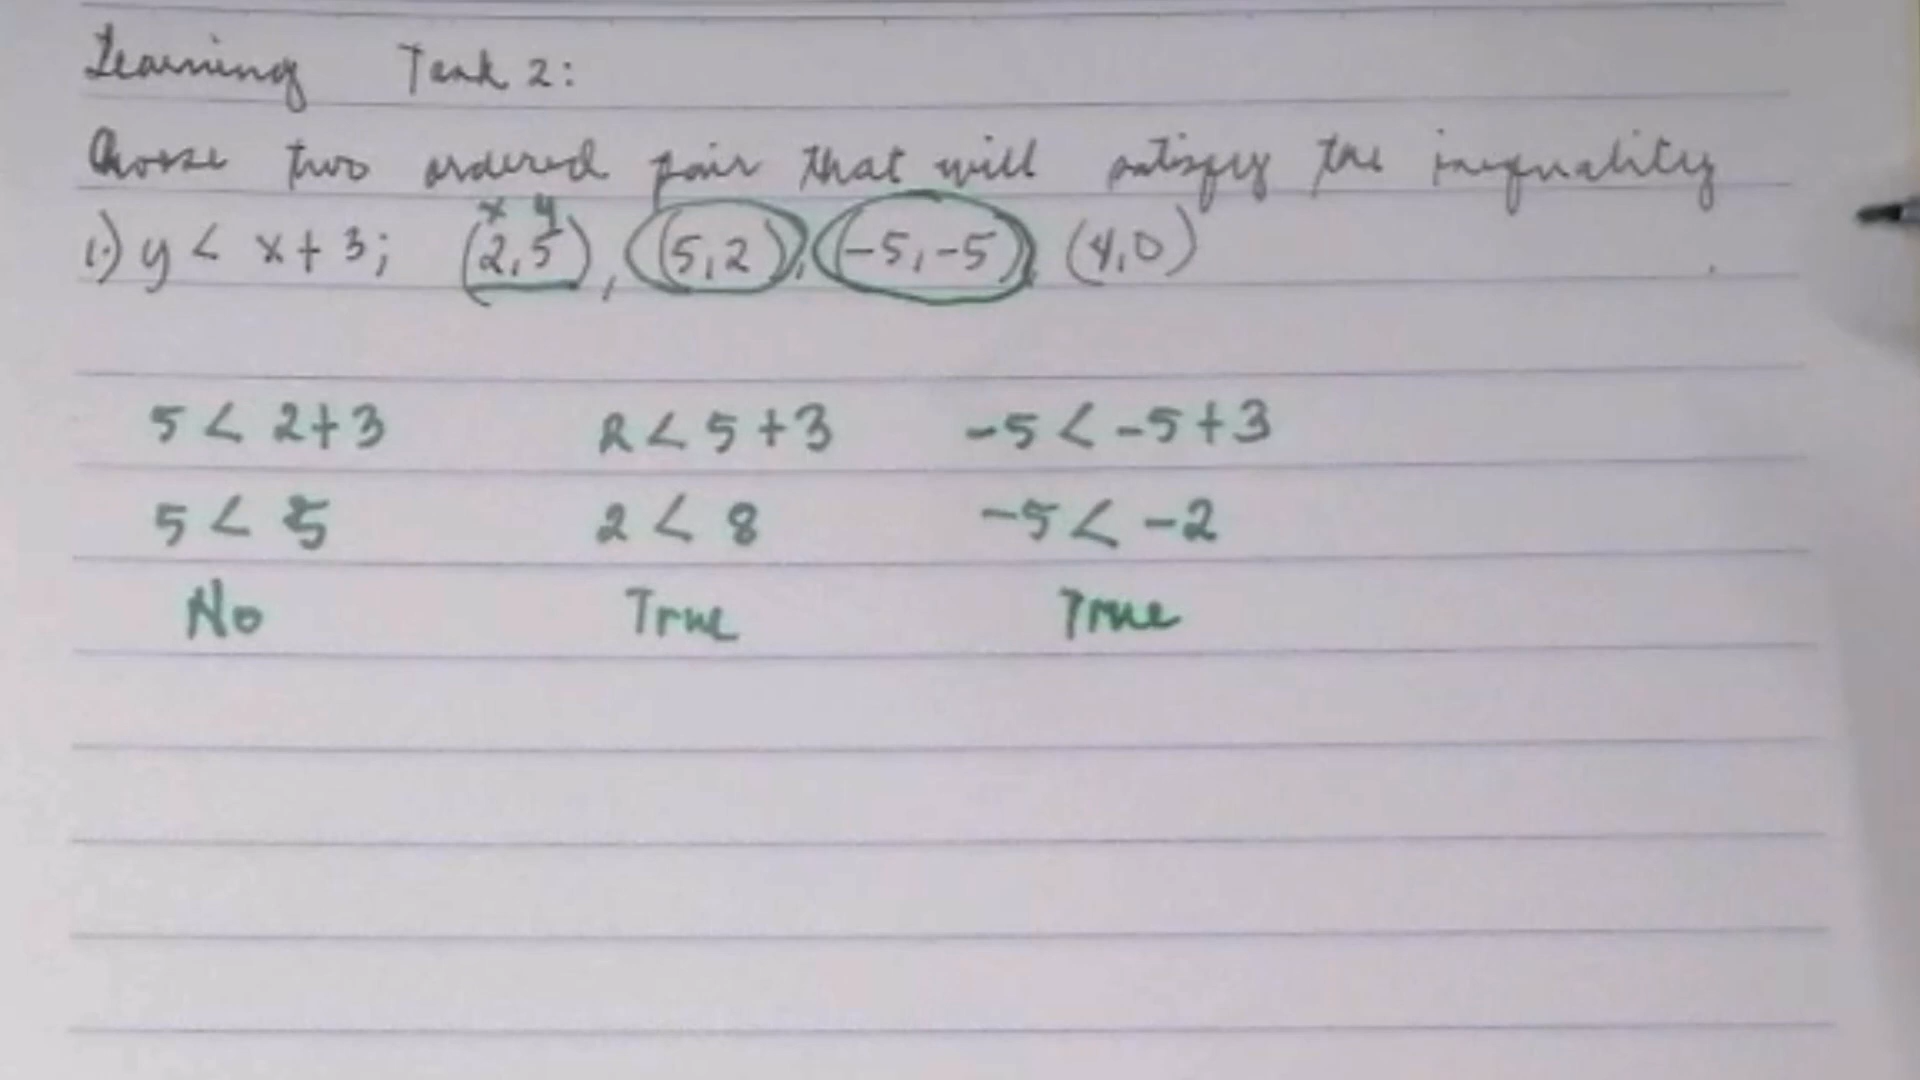 Learning Task 2:
Choose two ordered pair that will satisfy the inequality
x y
1.) y < x + 3; (2,5), (5,2), (-5,-5), (4,0)
5 < 2+3 2 < 5+3 -5 < -5+3
5 < 5 2 < 8 -5 < -2
No True True